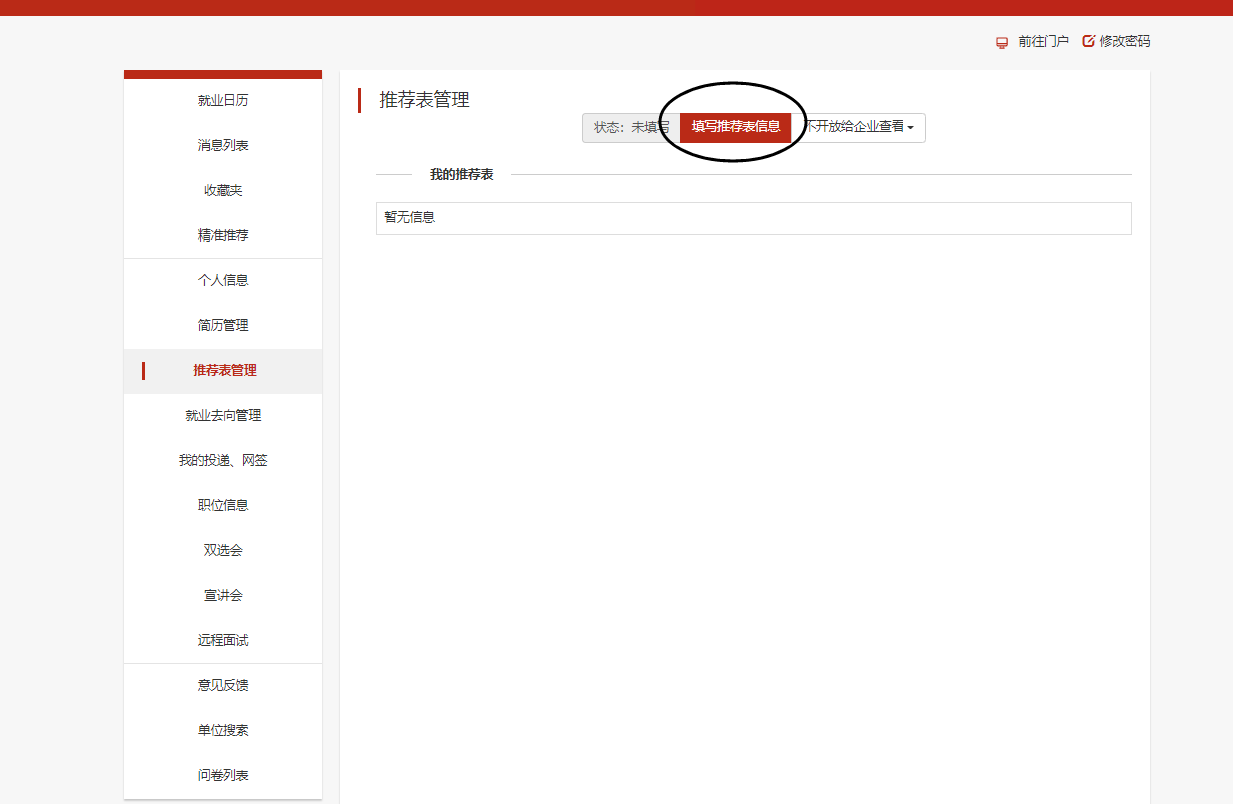 前往门户 修改密码
就业日历
消息列表
收藏夹
精准推荐
个人信息
简历管理
推荐表管理
就业去向管理
我的投递、网签
职位信息
双选会
宣讲会
远程面试
意见反馈
单位搜索
问卷列表
推荐表管理
状态：未填写 填写推荐表信息 不开放给企业查看
我的推荐表
暂无信息